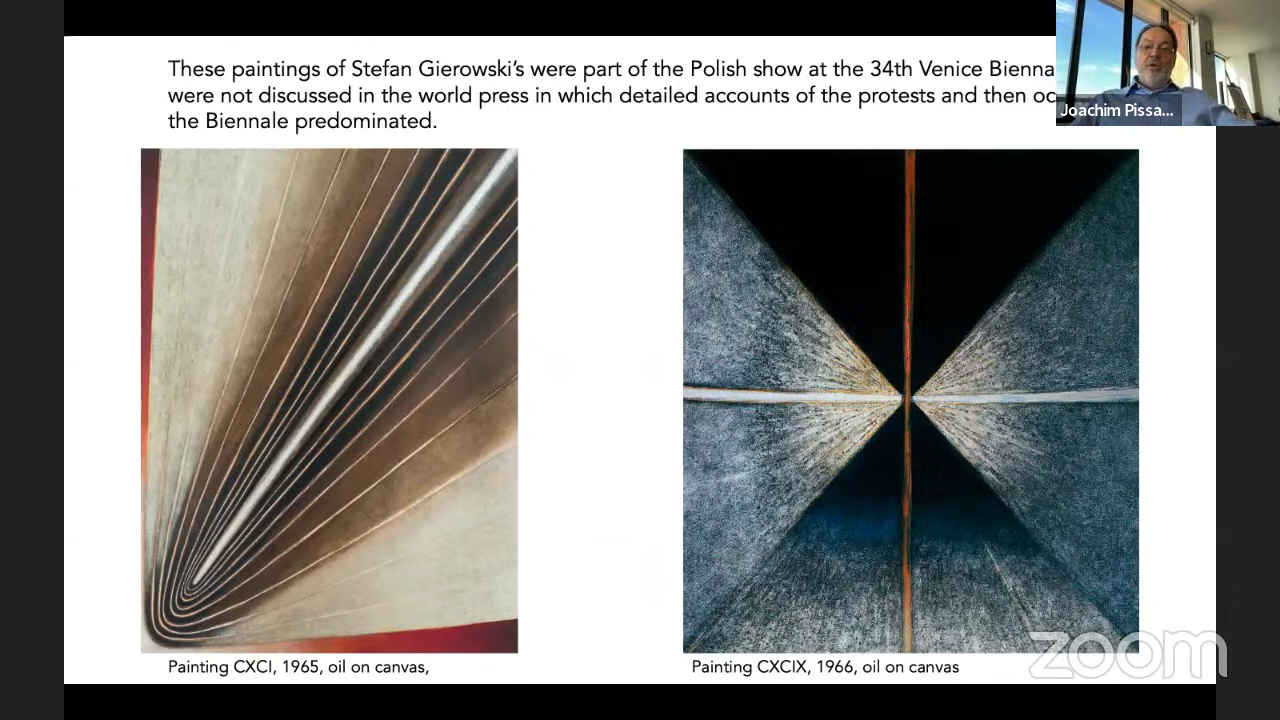 These paintings of Stefan Gierowski's were part of the Polish show at the 34th Venice
were not discussed in the world press in which detailed accounts of the protests and then
the Biennale predominated.
Joachim Pissa...
Painting CXCI, 1965, oil on canvas,
Painting CXCIX, 1966, oil on canvas
zoom